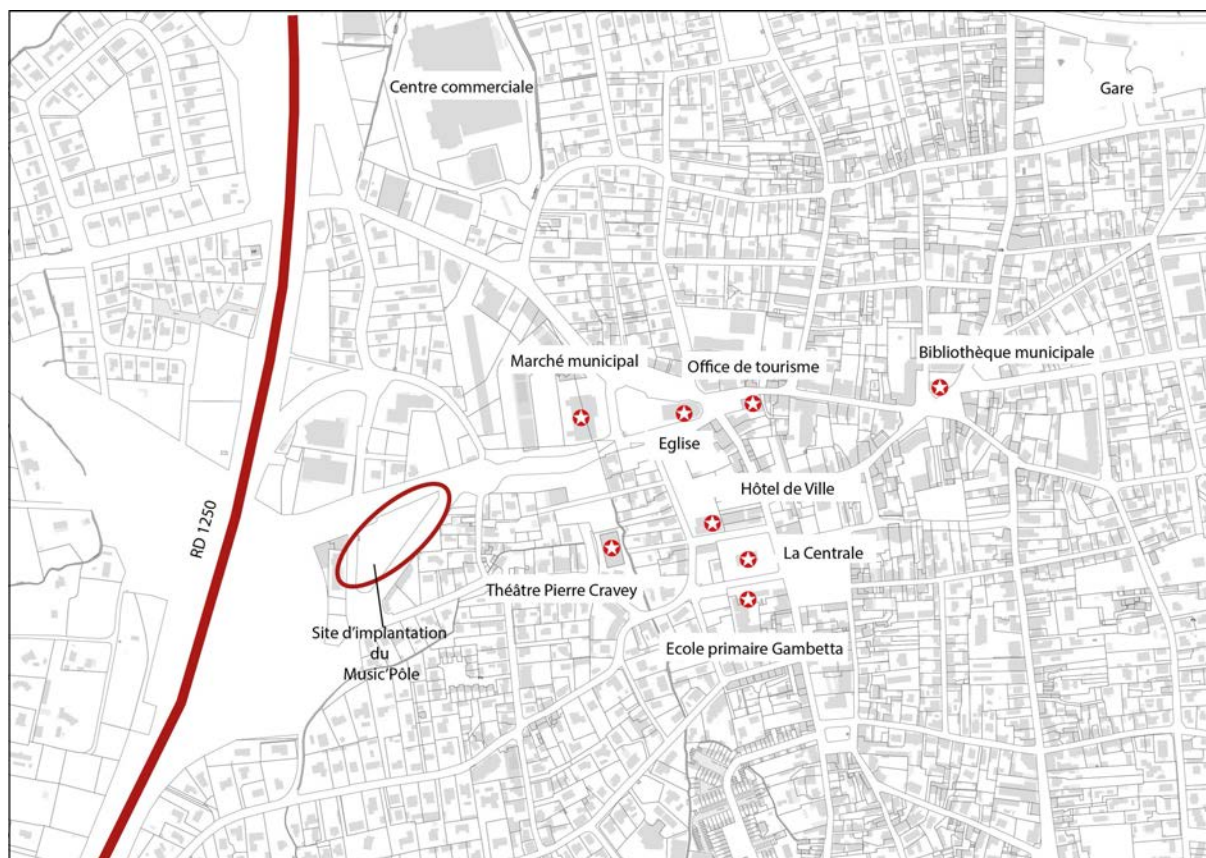 Centre commerciale
Gare
Marché municipal
Office de tourisme
Bibliothèque municipale
Eglise
Hôtel de Ville
RD 1250
La Centrale
Théâtre Pierre Cravey
Site d'implantation
du
Music'Pôle
Ecole primaire Gambetta